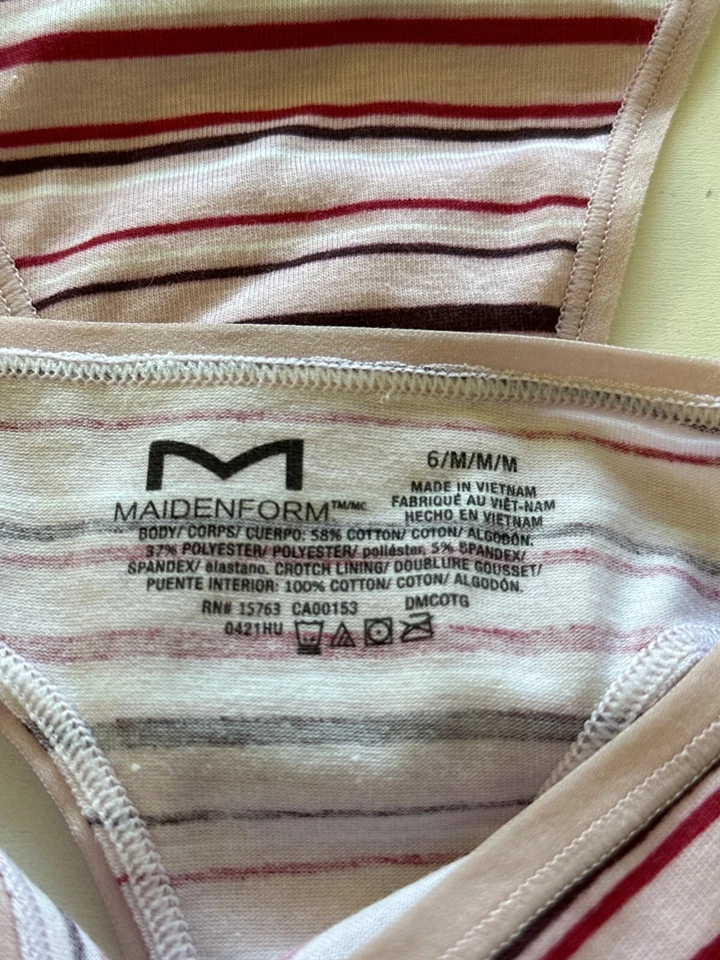 6/M/M/M
MADE IN VIETNAM
FABRIQUÉ AU VIÊT-NAM
HECHO EN VIETNAM
MAIDENFORM™/MC
BODY/ CORPS/ CUERPO: 58% COTTON/ COTON/ ALGODÓN.
37% POLYESTER/ POLYESTER/ poliéster. 5% SPANDEX/
SPANDEX/ elastano. CROTCH LINING/ DOUBLURE GOUSSET/
PUENTE INTERIOR: 100% COTTON/ COTON/ ALGODÓN.
RN# 15763 CA00153 DMCOTG
0421HU